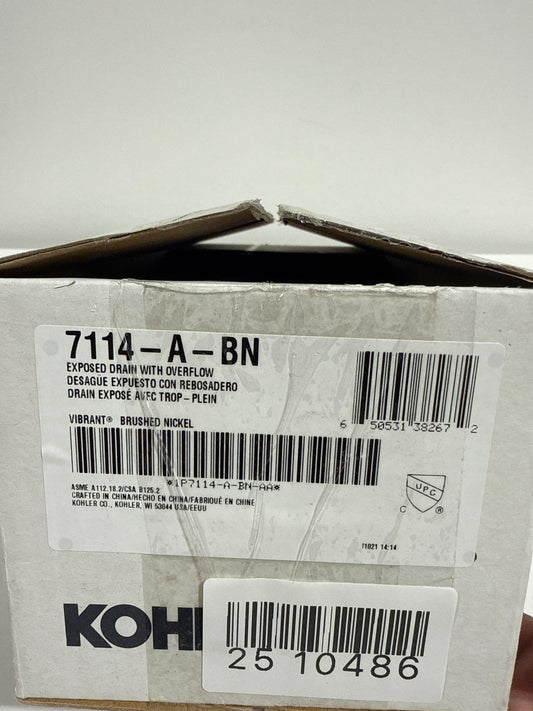 7114-A-BN
EXPOSED DRAIN WITH OVERFLOW
DESAGUE EXPUESTO CON REBOSADERO
DRAIN EXPOSÉ AVEC TROP-PLEIN
VIBRANT® BRUSHED NICKEL
6 50531 38267 2
*1P7114-A-BN-AA*
ASME A112.18.2/CSA B125.2
CRAFTED IN CHINA/HECHO EN CHINA/FABRIQUÉ EN CHINE
KOHLER CO., KOHLER, WI 53044 USA/EEUU
UPC
C ®
71021 14:14
KOH
25 10486